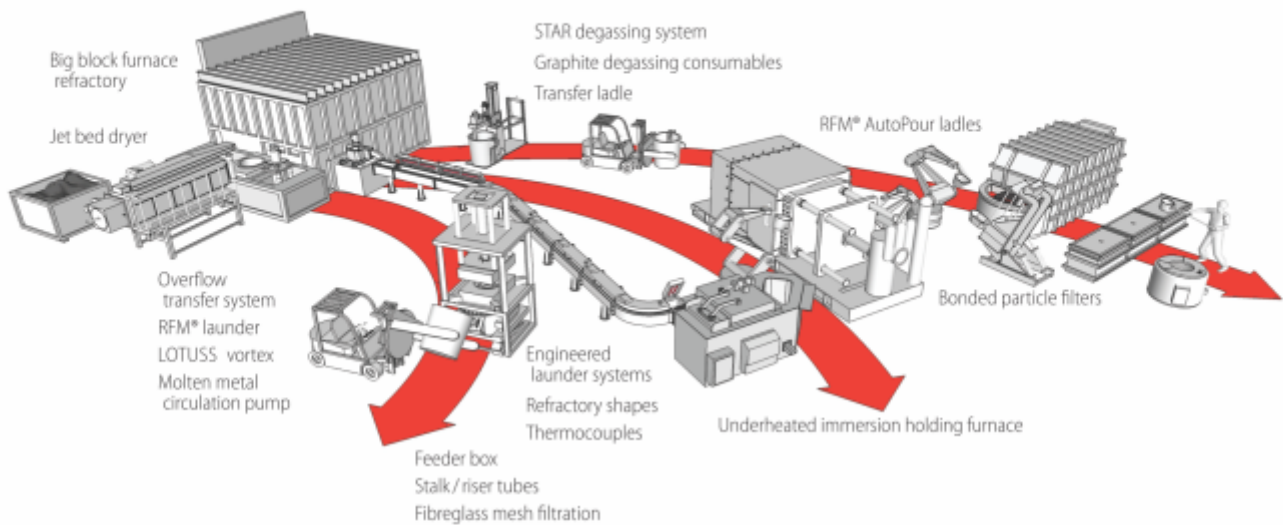 Big block furnace
refractory
Jet bed dryer
STAR degassing system
Graphite degassing consumables
Transfer ladle
RFM® AutoPour ladles
Overflow
transfer system
RFM® launder
LOTUSS vortex
Molten metal
circulation pump
Engineered
launder systems
Refractory shapes
Thermocouples
Bonded particle filters
Underheated immersion holding furnace
Feeder box
Stalk / riser tubes
Fibreglass mesh filtration